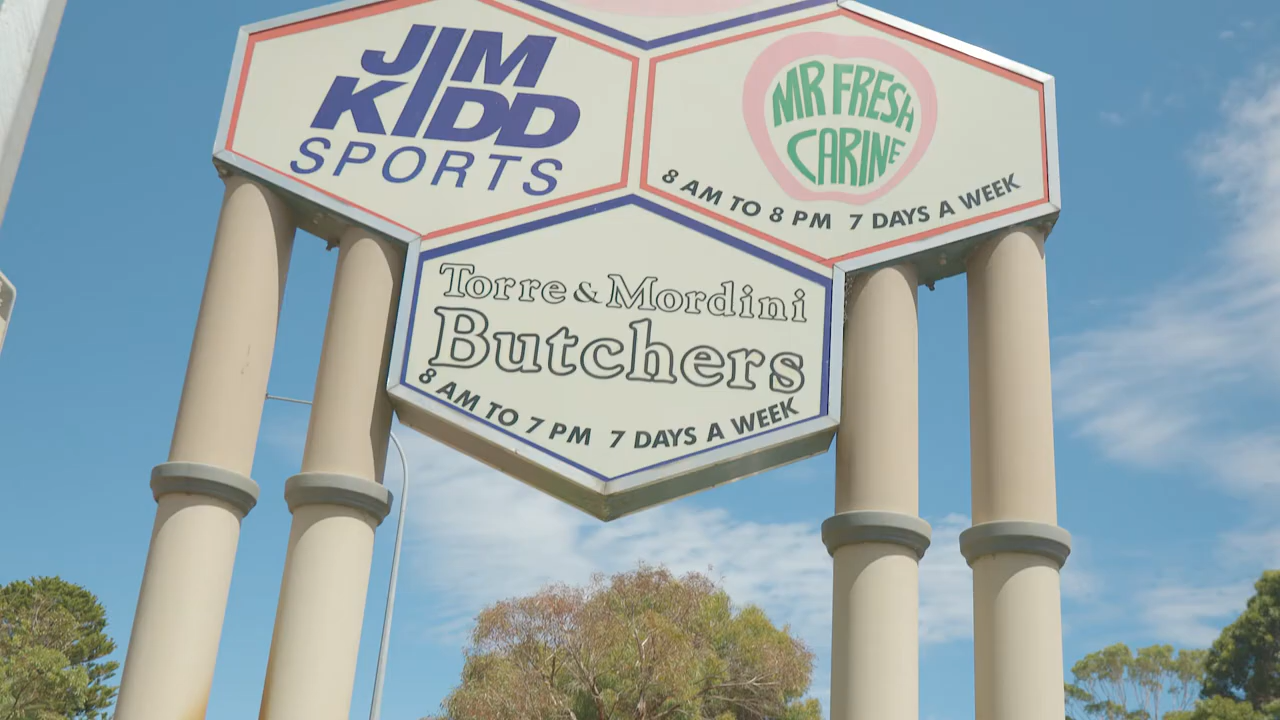 JIM
KIDD
SPORTS
MR FRESH
CARINE
8 AM TO 8 PM 7 DAYS A WEEK
Torre & Mordini
Butchers
8 AM TO 7 PM 7 DAYS A WEEK